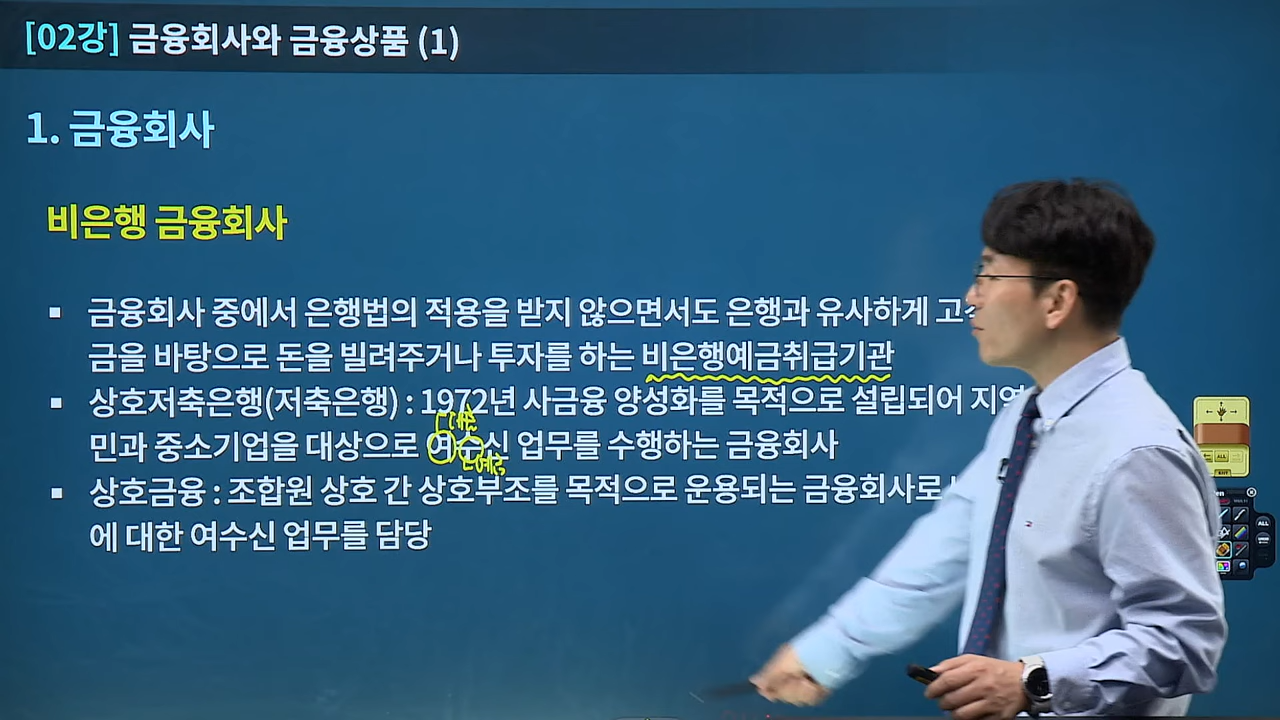 [02강] 금융회사와 금융상품 (1)
1. 금융회사
비은행 금융회사
▪ 금융회사 중에서 은행법의 적용을 받지 않으면서도 은행과 유사하게
금을 바탕으로 돈을 빌려주거나 투자를 하는 비은행예금취급기관
▪ 상호저축은행(저축은행) : 1972년 사금융 양성화를 목적으로 설립되어
대출
민과 중소기업을 대상으로 여수신 업무를 수행하는 금융회사
예금
▪ 상호금융 : 조합원 상호 간 상호부조를 목적으로 운용되는 금융회사로
에 대한 여수신 업무를 담당
ALL